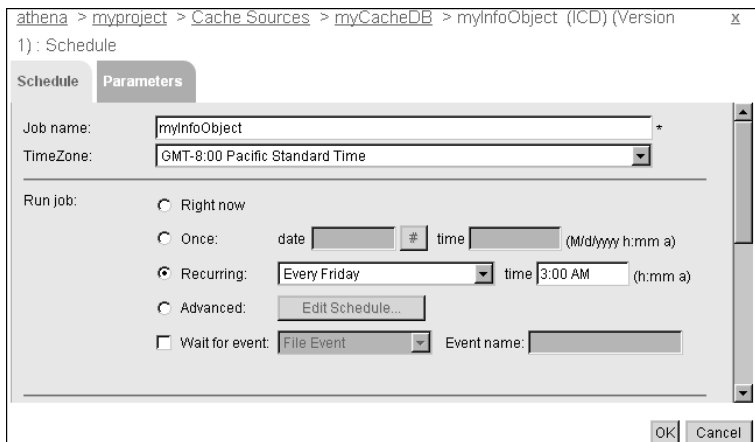 athena > myproject > Cache Sources > myCacheDB > myInfoObject (ICD) (Version x
1) : Schedule
Schedule Parameters
Job name: myInfoObject *
TimeZone: GMT-8:00 Pacific Standard Time
Run job: Right now
Once: date # time (M/d/yyyy h:mm a)
Recurring: Every Friday time 3:00 AM (h:mm a)
Advanced: Edit Schedule...
Wait for event: File Event Event name:
OK Cancel